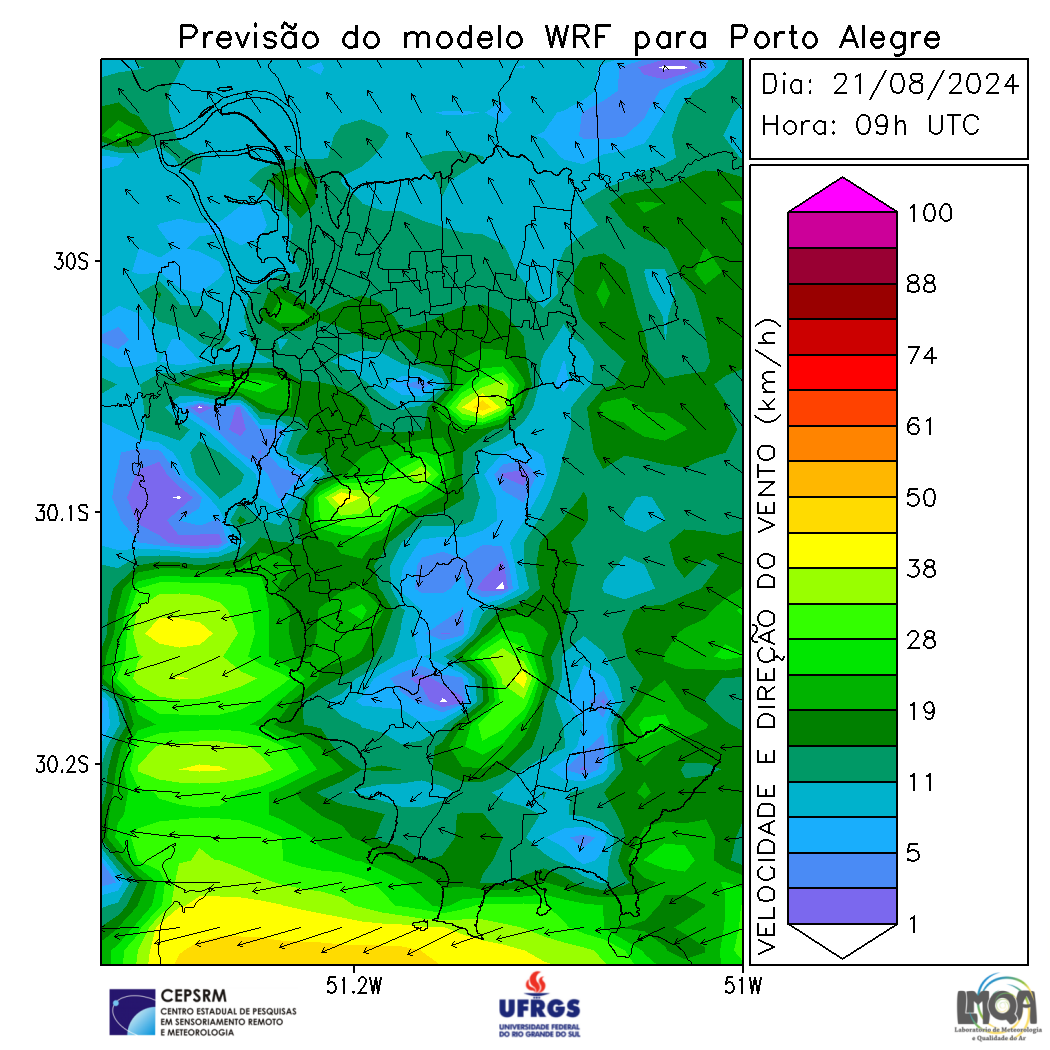 Previsão do modelo WRF para Porto Alegre
Dia: 21/08/2024
Hora: 09h UTC
30S
30.1S
30.2S
51.2W
51W
VELOCIDADE E DIREÇÃO DO VENTO (km/h)
100
88
74
61
50
38
28
19
11
5
1
CEPSRM
CENTRO ESTADUAL DE PESQUISAS
EM SENSORIAMENTO REMOTO
E METEOROLOGIA
UFRGS
UNIVERSIDADE FEDERAL
DO RIO GRANDE DO SUL
LMQA
Laboratório de Meteorologia
e Qualidade do Ar